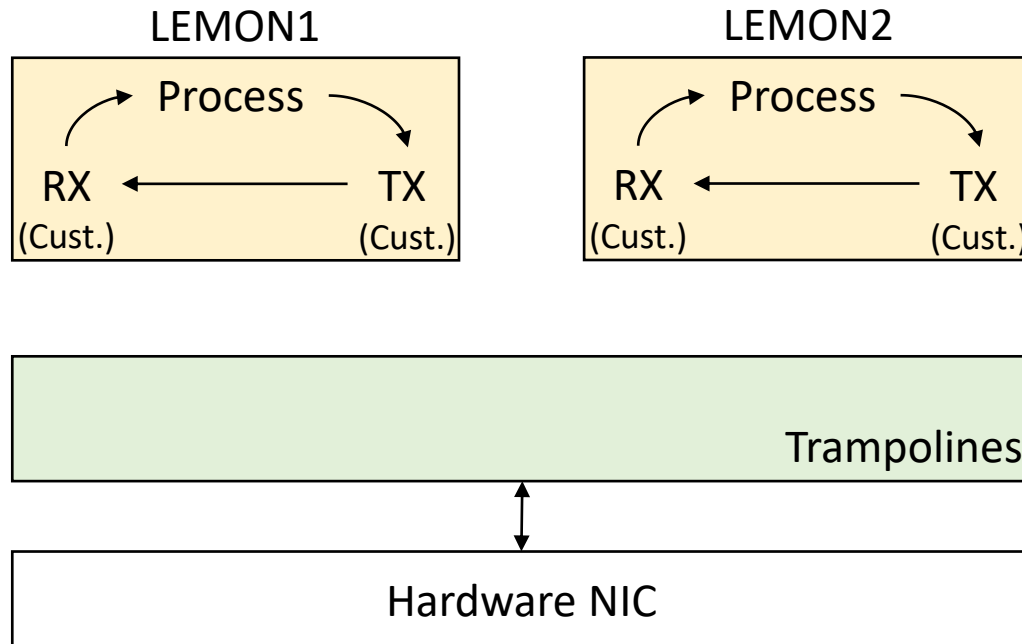 LEMON1
LEMON2
Process
RX
TX
(Cust.)
(Cust.)
Process
RX
TX
(Cust.)
(Cust.)
Trampolines
Hardware NIC